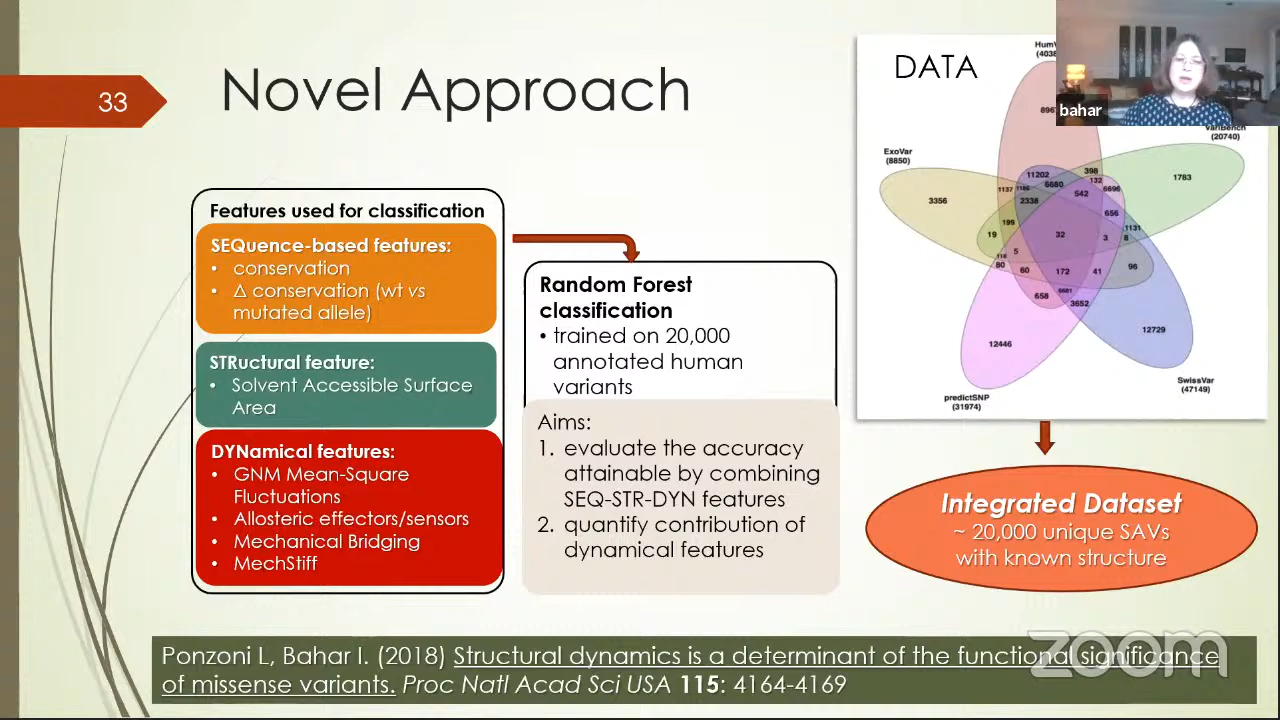 33
Novel Approach
Features used for classification
SEQuence-based features:
• conservation
• Δ conservation (wt vs
mutated allele)
STRuctural feature:
• Solvent Accessible Surface
Area
DYNamical features:
• GNM Mean-Square
Fluctuations
• Allosteric effectors/sensors
• Mechanical Bridging
• MechStiff
Random Forest
classification
• trained on 20,000
annotated human
variants
Aims:
1. evaluate the accuracy
attainable by combining
SEQ-STR-DYN features
2. quantify contribution of
dynamical features
DATA
bahar
(20740)
ExoVar
(8850)
398
11202
132
1783
1137
1186
6680
542
6696
3356
2338
656
199
1131
19
32
3
8
5
118
80
60
172
41
96
6681
658
3652
12729
12446
SwissVar
(47149)
predictSNP
(31974)
Integrated Dataset
~ 20,000 unique SAVs
with known structure
Ponzoni L, Bahar I. (2018) Structural dynamics is a determinant of the functional significance
of missense variants. Proc Natl Acad Sci USA 115: 4164-4169
zoom